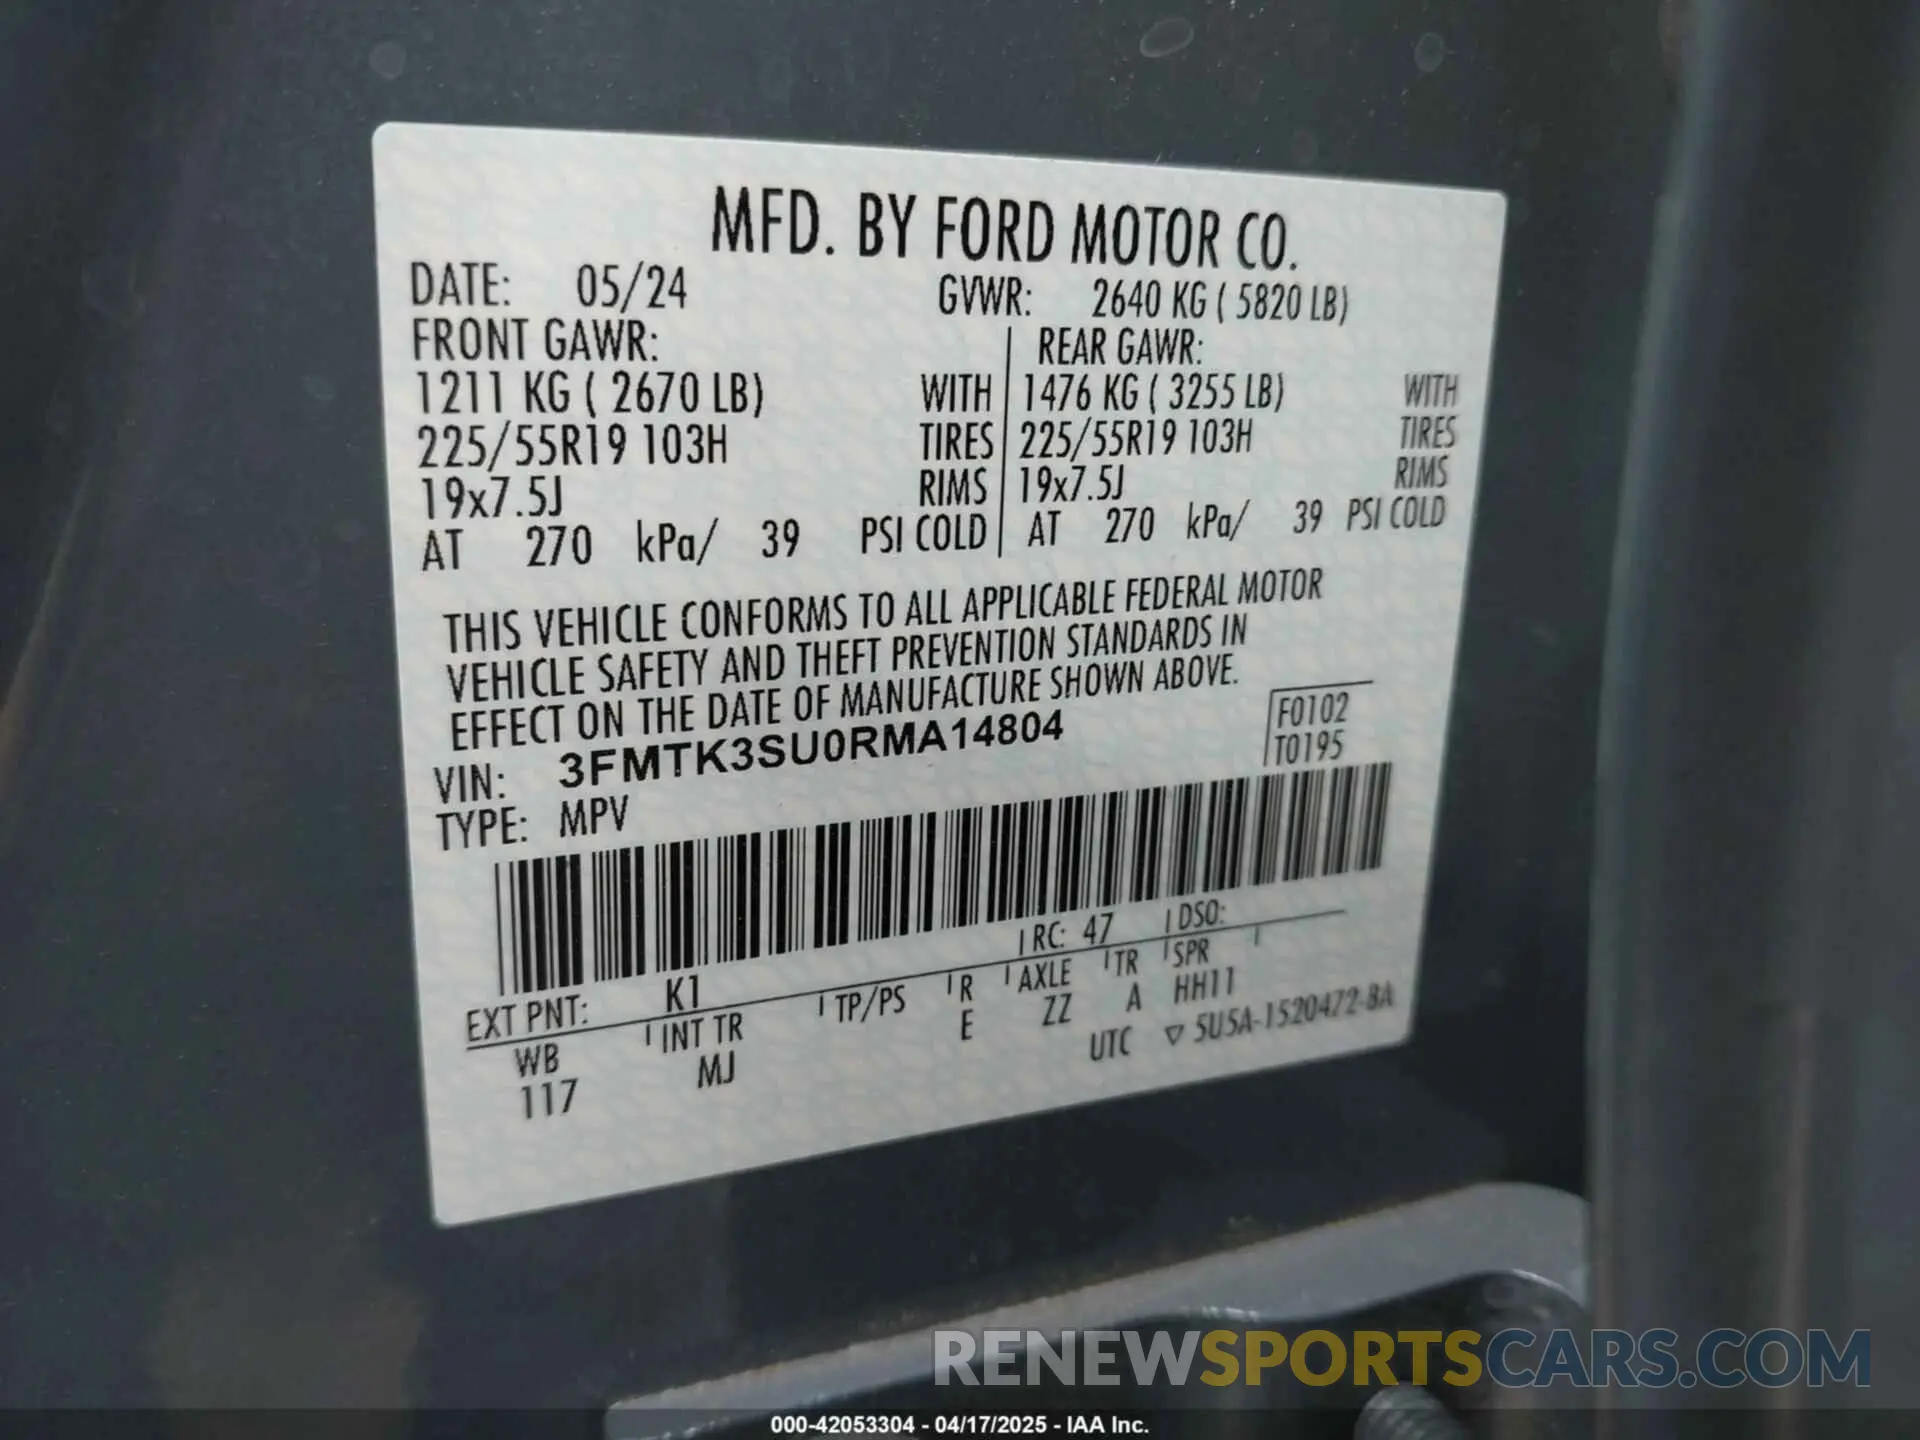 MFD. BY FORD MOTOR CO.
DATE: 05/24 GVWR: 2640 KG ( 5820 LB)
FRONT GAWR: REAR GAWR:
1211 KG ( 2670 LB) WITH 1476 KG ( 3255 LB) WITH
225/55R19 103H TIRES 225/55R19 103H TIRES
19x7.5J RIMS 19x7.5J RIMS
AT 270 kPa/ 39 PSI COLD AT 270 kPa/ 39 PSI COLD
THIS VEHICLE CONFORMS TO ALL APPLICABLE FEDERAL MOTOR
VEHICLE SAFETY AND THEFT PREVENTION STANDARDS IN
EFFECT ON THE DATE OF MANUFACTURE SHOWN ABOVE.
VIN: 3FMTK3SU0RMA14804 F0102
TYPE: MPV T0195
EXT PNT: K1 RC: 47 DSO:
WB INT TR TP/PS R AXLE TR SPR
117 MJ E ZZ A HH11
UTC ▽ 5U5A-1520472-BA
RENEWSPORTSCARS.COM
000-42053304 - 04/17/2025 - IAA Inc.